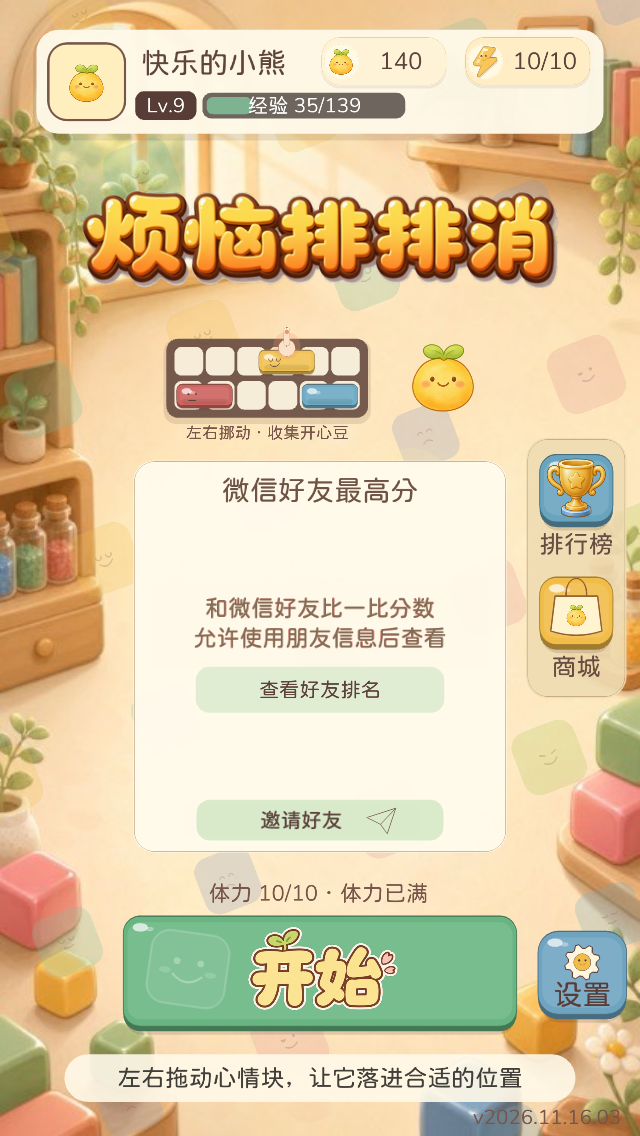 快乐的小熊
140
10/10
Lv.9
经验 35/139
烦恼排排消
左右挪动 · 收集开心豆
微信好友最高分
和微信好友比一比分数
允许使用朋友信息后查看
查看好友排名
邀请好友
排行榜
商城
体力 10/10 · 体力已满
开始
设置
左右拖动心情块，让它落进合适的位置
v2026.11.16.03